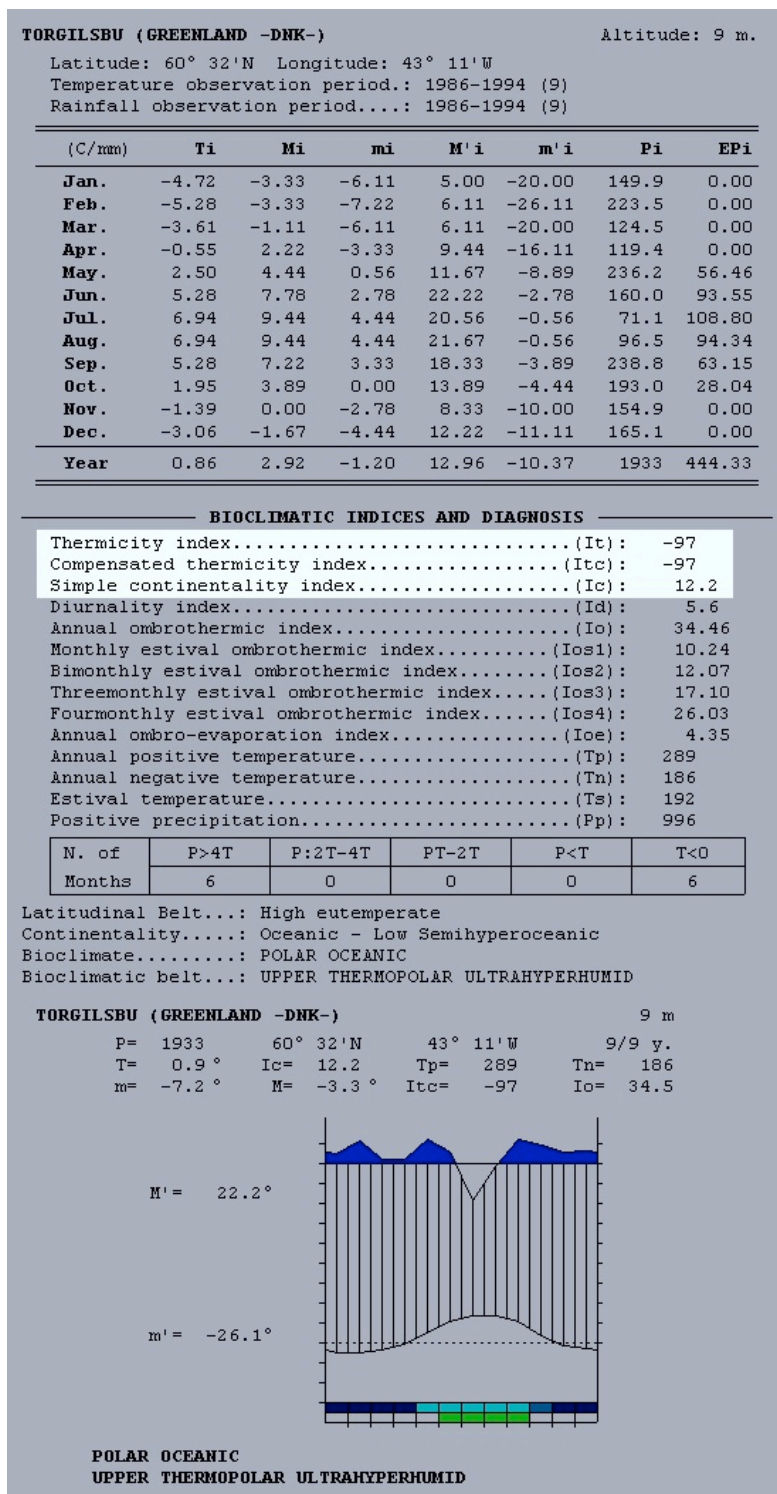 TORGILSBU (GREENLAND -DNK-) Altitude: 9 m.
Latitude: 60° 32'N Longitude: 43° 11'W
Temperature observation period.: 1986-1994 (9)
Rainfall observation period....: 1986-1994 (9)
(C/mm) Ti Mi mi M'i m'i Pi EPi
Jan. -4.72 -3.33 -6.11 5.00 -20.00 149.9 0.00
Feb. -5.28 -3.33 -7.22 6.11 -26.11 223.5 0.00
Mar. -3.61 -1.11 -6.11 6.11 -20.00 124.5 0.00
Apr. -0.55 2.22 -3.33 9.44 -16.11 119.4 0.00
May. 2.50 4.44 0.56 11.67 -8.89 236.2 56.46
Jun. 5.28 7.78 2.78 22.22 -2.78 160.0 93.55
Jul. 6.94 9.44 4.44 20.56 -0.56 71.1 108.80
Aug. 6.94 9.44 4.44 21.67 -0.56 96.5 94.34
Sep. 5.28 7.22 3.33 18.33 -3.89 238.8 63.15
Oct. 1.95 3.89 0.00 13.89 -4.44 193.0 28.04
Nov. -1.39 0.00 -2.78 8.33 -10.00 154.9 0.00
Dec. -3.06 -1.67 -4.44 12.22 -11.11 165.1 0.00
Year 0.86 2.92 -1.20 12.96 -10.37 1933 444.33
BIOCLIMATIC INDICES AND DIAGNOSIS
Thermicity index..............................(It): -97
Compensated thermicity index.................(Itc): -97
Simple continentality index...................(Ic): 12.2
Diurnality index..............................(Id): 5.6
Annual ombrothermic index.....................(Io): 34.46
Monthly estival ombrothermic index..........(Ios1): 10.24
Bimonthly estival ombrothermic index........(Ios2): 12.07
Threemonthly estival ombrothermic index.....(Ios3): 17.10
Fourmonthly estival ombrothermic index......(Ios4): 26.03
Annual ombro-evaporation index...............(Ioe): 4.35
Annual positive temperature...................(Tp): 289
Annual negative temperature...................(Tn): 186
Estival temperature...........................(Ts): 192
Positive precipitation........................(Pp): 996
N. of P>4T P:2T-4T PT-2T P<T T<0
Months 6 0 0 0 6
Latitudinal Belt...: High eutemperate
Continentality.....: Oceanic - Low Semihyperoceanic
Bioclimate.........: POLAR OCEANIC
Bioclimatic belt...: UPPER THERMOPOLAR ULTRAHYPERHUMID
TORGILSBU (GREENLAND -DNK-) 9 m
P= 1933 60° 32'N 43° 11'W 9/9 y.
T= 0.9 ° Ic= 12.2 Tp= 289 Tn= 186
m= -7.2 ° M= -3.3 ° Itc= -97 Io= 34.5
M'= 22.2°
m'= -26.1°
POLAR OCEANIC
UPPER THERMOPOLAR ULTRAHYPERHUMID